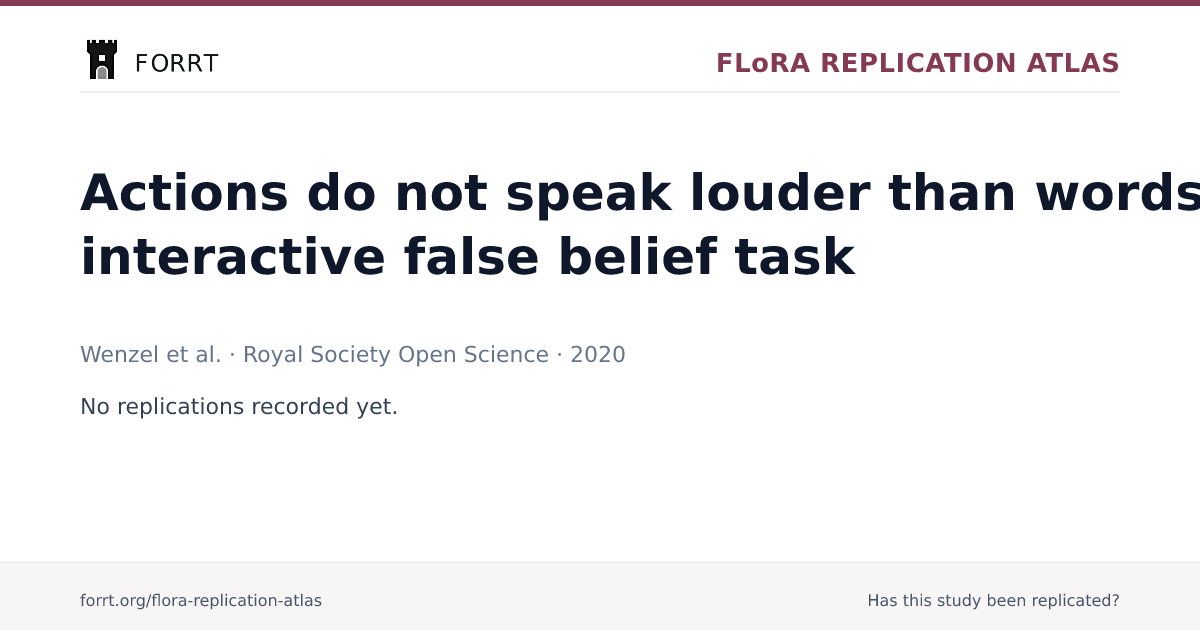 FORRT
FLoRA REPLICATION ATLAS
Actions do not speak louder than words
interactive false belief task
Wenzel et al. · Royal Society Open Science · 2020
No replications recorded yet.
forrt.org/flora-replication-atlas
Has this study been replicated?